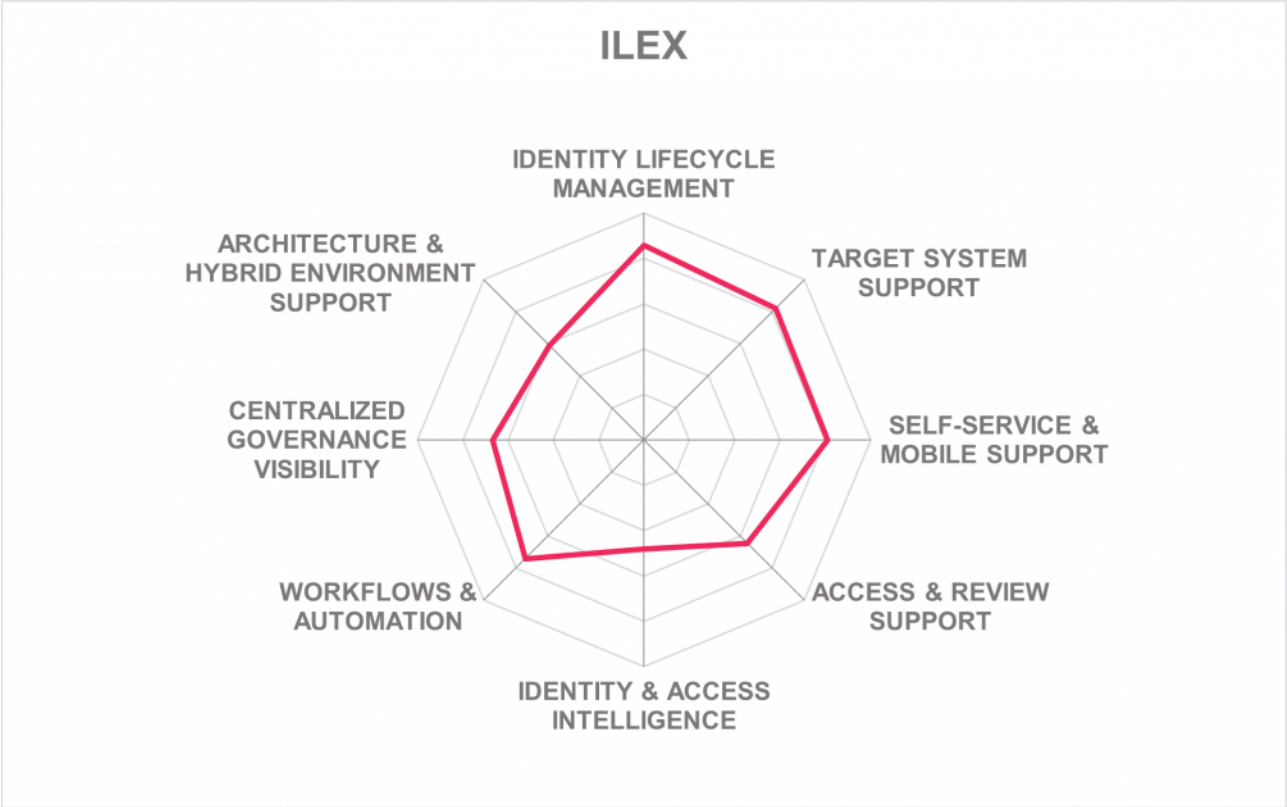 ILEX
IDENTITY LIFECYCLE
MANAGEMENT
TARGET SYSTEM
SUPPORT
SELF-SERVICE &
MOBILE SUPPORT
ACCESS & REVIEW
SUPPORT
IDENTITY & ACCESS
INTELLIGENCE
WORKFLOWS &
AUTOMATION
CENTRALIZED
GOVERNANCE
VISIBILITY
ARCHITECTURE &
HYBRID ENVIRONMENT
SUPPORT